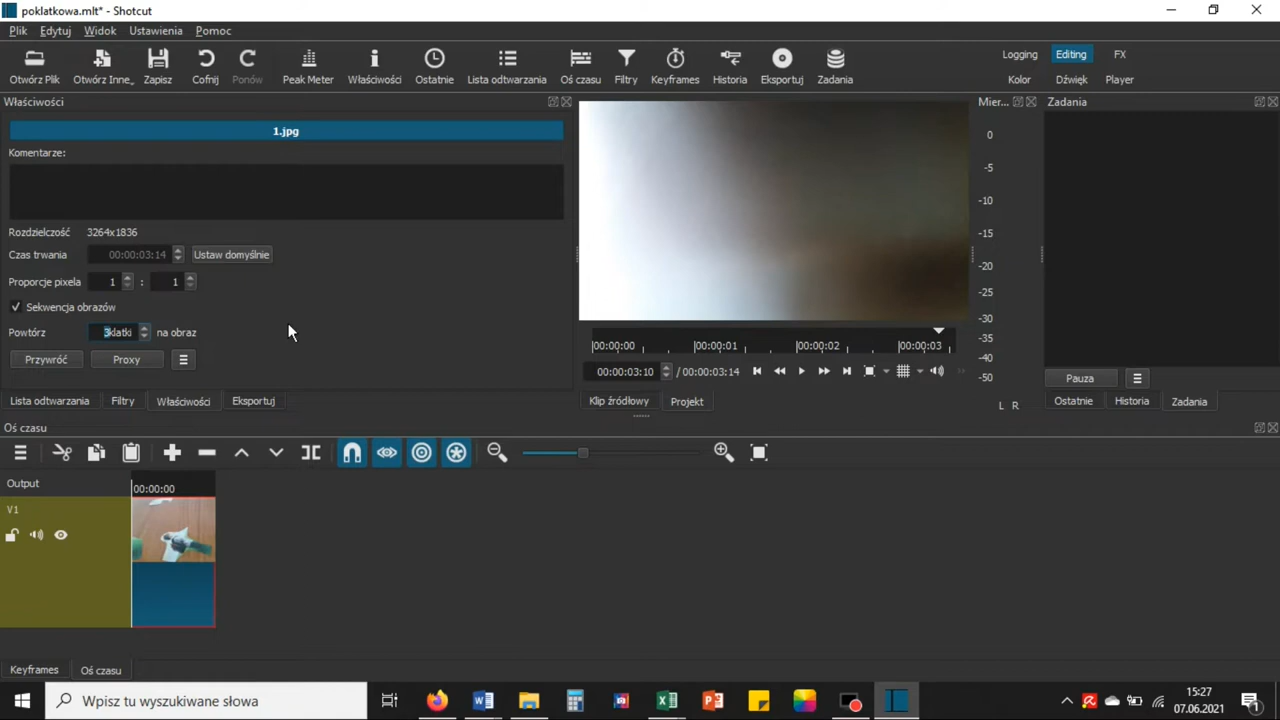 poklatkowa.mlt* - Shotcut
Plik Edytuj Widok Ustawienia Pomoc
Otwórz Plik Otwórz Inne... Zapisz Cofnij Ponów Peak Meter Właściwości Ostatnie Lista odtwarzania Oś czasu Filtry Keyframes Historia Eksportuj Zadania
Logging Editing FX
Kolor Dźwięk Player
Właściwości
Mier...
Zadania
1.jpg
Komentarze:
Rozdzielczość 3264x1836
Czas trwania 00:00:03:14 Ustaw domyślnie
Proporcje pixela 1 : 1
Sekwencja obrazów
Powtórz 3klatki na obraz
Przywróć Proxy
Lista odtwarzania Filtry Właściwości Eksportuj
00:00:00 00:00:01 00:00:02 00:00:03
00:00:03:10 / 00:00:03:14
Klip źródłowy Projekt
0
-5
-10
-15
-20
-25
-30
-35
-40
-50
L R
Pauza
Ostatnie Historia Zadania
Oś czasu
Output 00:00:00
V1
Keyframes Oś czasu
Wpisz tu wyszukiwane słowa
15:27
07.06.2021
1